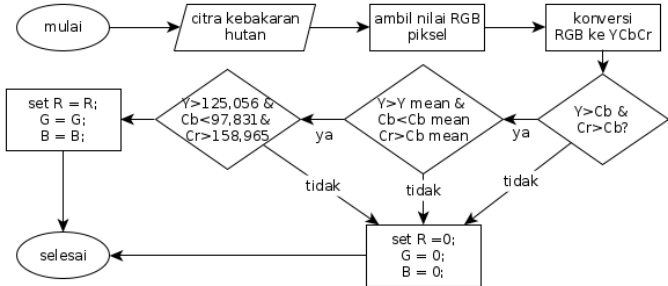 mulai
citra kebakaran
hutan
ambil nilai RGB
piksel
konversi
RGB ke YCbCr
Y>Cb &
Cr>Cb?
ya
Y>Y mean &
Cb<Cb mean
Cr>Cb mean
ya
Y>125,056 &
Cb<97,831&
Cr>158,965
set R = R;
G = G;
B = B;
tidak
tidak
tidak
set R =0;
G = 0;
B = 0;
selesai